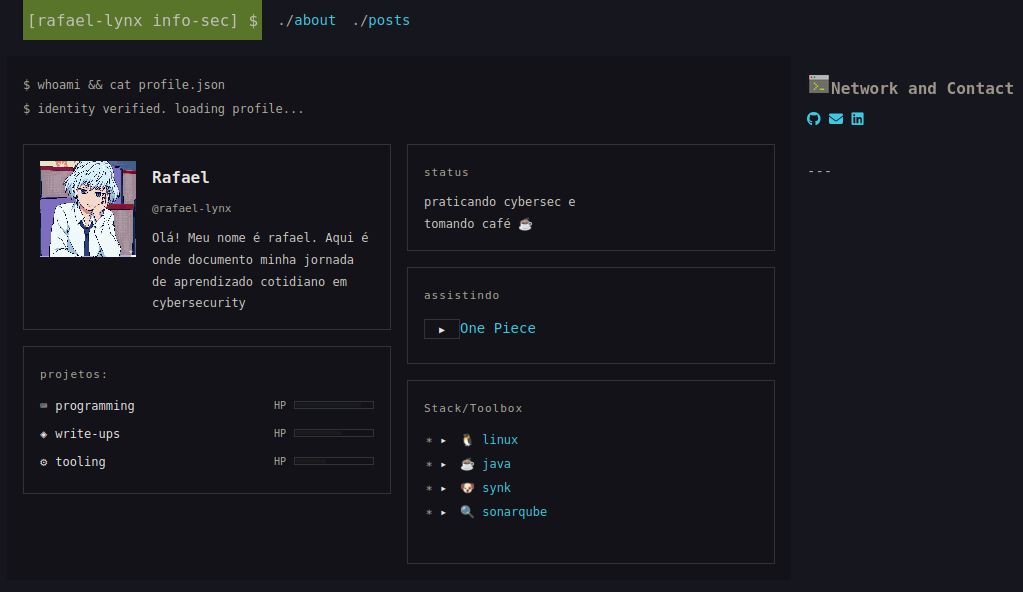 [rafael-lynx info-sec] $ ./about ./posts
$ whoami && cat profile.json
$ identity verified. loading profile...
Rafael
@rafael-lynx
Olá! Meu nome é rafael. Aqui é
onde documento minha jornada
de aprendizado cotidiano em
cybersecurity
projetos:
programming HP
write-ups HP
tooling HP
status
praticando cybersec e
tomando café ☕
assistindo
▶ One Piece
Stack/Toolbox
* ▸ 🐧 linux
* ▸ ☕ java
* ▸ 🐶 synk
* ▸ 🔍 sonarqube
Network and Contact
---